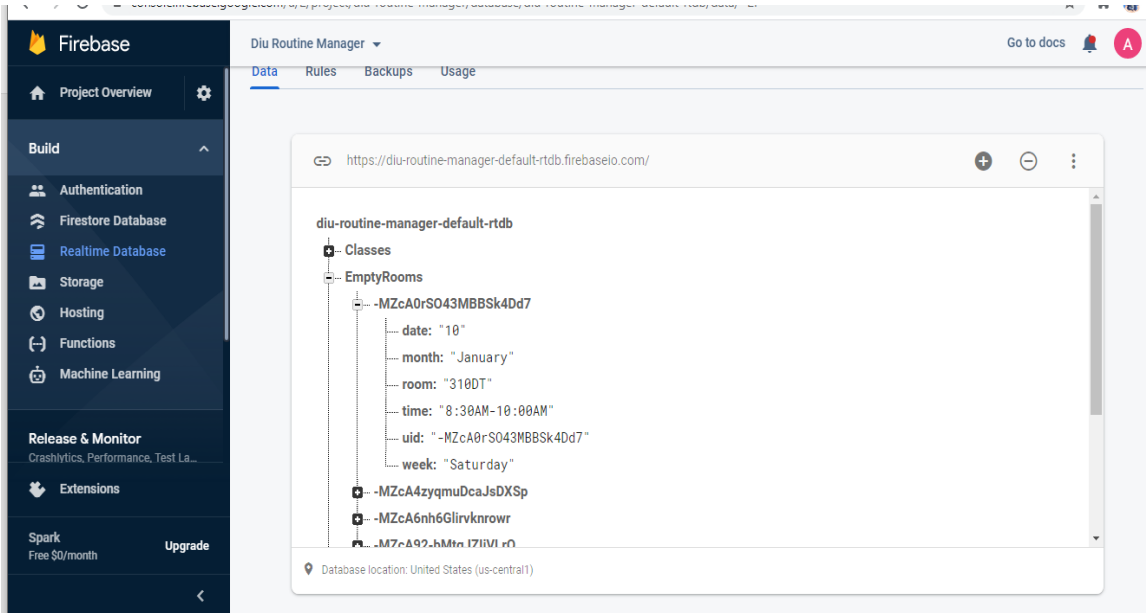 Firebase
Diu Routine Manager
Go to docs
A
Project Overview
Data Rules Backups Usage
Build
Authentication
Firestore Database
Realtime Database
Storage
Hosting
Functions
Machine Learning
Release & Monitor
Crashlytics, Performance, Test La...
Extensions
Spark
Free $0/month
Upgrade
https://diu-routine-manager-default-rtdb.firebaseio.com/
diu-routine-manager-default-rtdb
Classes
EmptyRooms
-MZcA0rSO43MBBSk4Dd7
date: "10"
month: "January"
room: "310DT"
time: "8:30AM-10:00AM"
uid: "-MZcA0rSO43MBBSk4Dd7"
week: "Saturday"
-MZcA4zyqmuDcaJsDXSp
-MZcA6nh6Glirvknrowr
Database location: United States (us-central1)